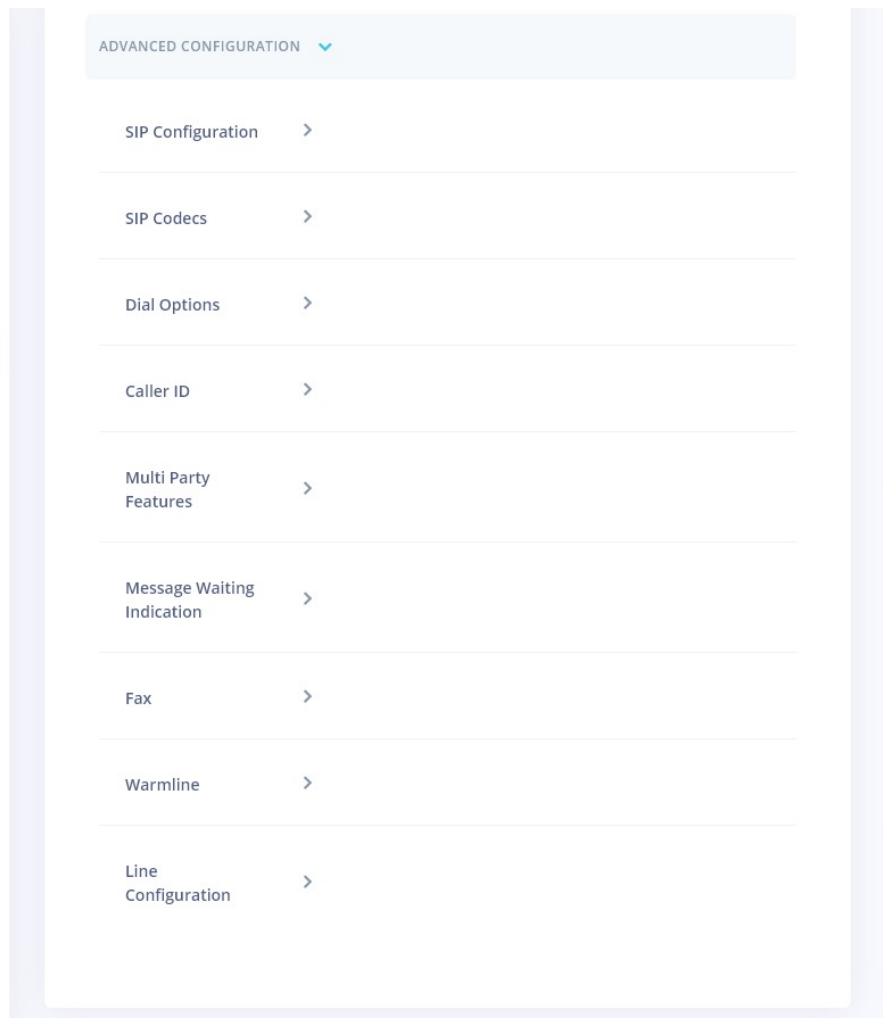 ADVANCED CONFIGURATION
SIP Configuration
SIP Codecs
Dial Options
Caller ID
Multi Party
Features
Message Waiting
Indication
Fax
Warmline
Line
Configuration